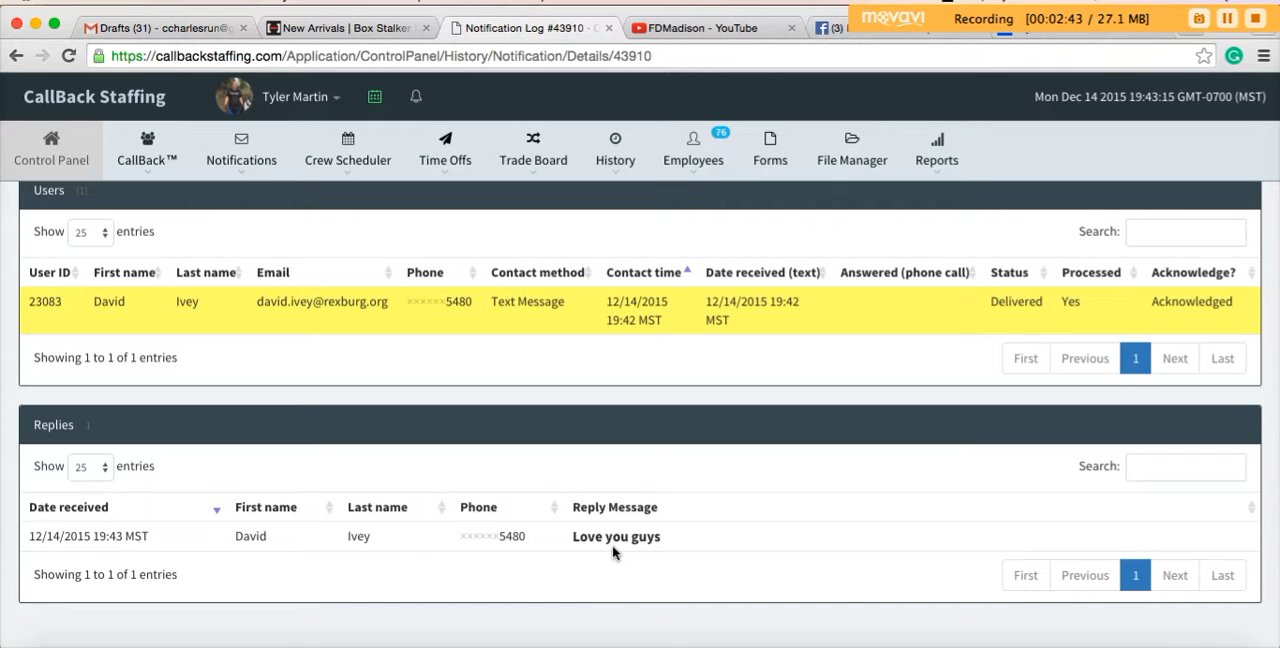 movavi Recording [00:02:43 / 27.1 MB]
Drafts (31) - ccharlesrun@ New Arrivals | Box Stalker Notification Log #43910 - FDMadison - YouTube (3)
https://callbackstaffing.com/Application/ControlPanel/History/Notification/Details/43910
CallBack Staffing Tyler Martin Mon Dec 14 2015 19:43:15 GMT-0700 (MST)
76
Control Panel CallBack™ Notifications Crew Scheduler Time Offs Trade Board History Employees Forms File Manager Reports
Users (1)
Show 25 entries Search:
User ID First name Last name Email Phone Contact method Contact time Date received (text) Answered (phone call) Status Processed Acknowledge?
23083 David Ivey david.ivey@rexburg.org ××××××5480 Text Message 12/14/2015 12/14/2015 19:42 Delivered Yes Acknowledged
19:42 MST MST
Showing 1 to 1 of 1 entries First Previous 1 Next Last
Replies 1
Show 25 entries Search:
Date received First name Last name Phone Reply Message
12/14/2015 19:43 MST David Ivey ××××××5480 Love you guys
Showing 1 to 1 of 1 entries First Previous 1 Next Last